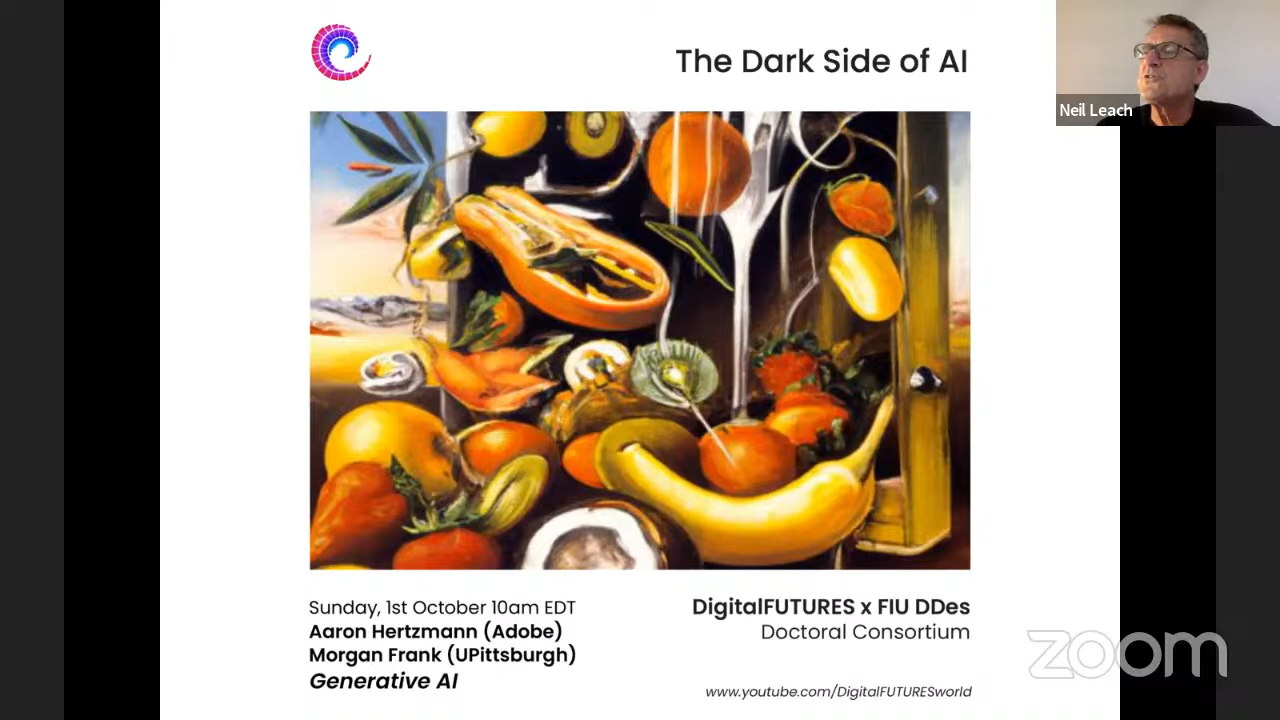 The Dark Side of AI
Neil Leach
Sunday, 1st October 10am EDT
Aaron Hertzmann (Adobe)
Morgan Frank (UPittsburgh)
Generative AI
DigitalFUTURES x FIU DDes
Doctoral Consortium
www.youtube.com/DigitalFUTURESworld
zoom